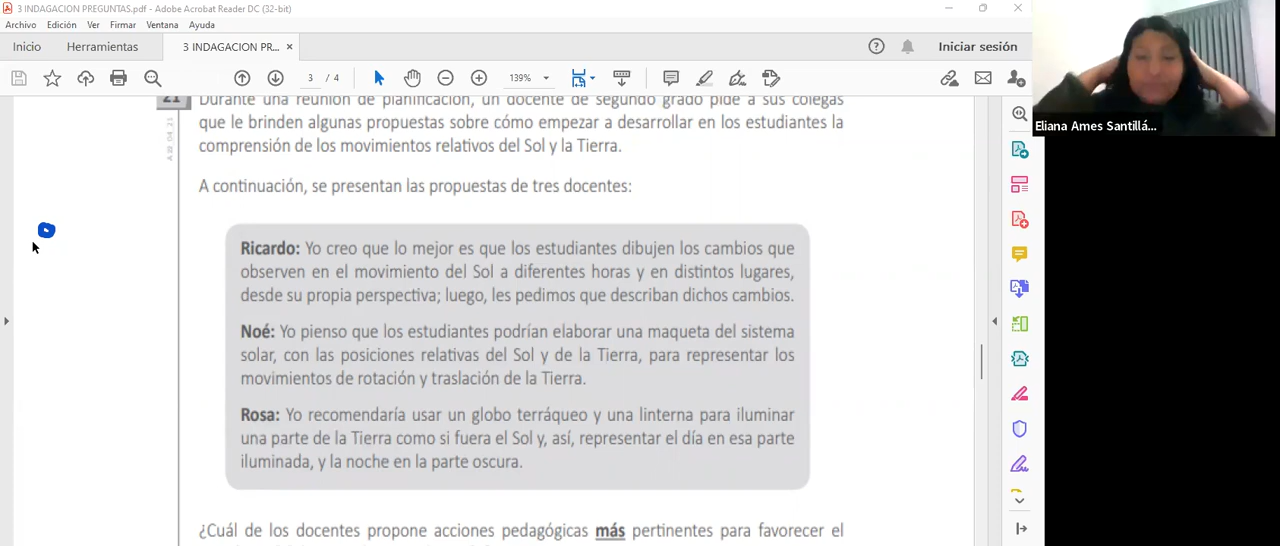 3 INDAGACION PREGUNTAS.pdf - Adobe Acrobat Reader DC (32-bit)
Archivo Edición Ver Firmar Ventana Ayuda
Inicio Herramientas 3 INDAGACION PR... × Iniciar sesión
3 / 4 139%
Eliana Ames Santillá...
21 Durante una reunión de planificación, un docente de segundo grado pide a sus colegas
que le brinden algunas propuestas sobre cómo empezar a desarrollar en los estudiantes la
comprensión de los movimientos relativos del Sol y la Tierra.
A continuación, se presentan las propuestas de tres docentes:
Ricardo: Yo creo que lo mejor es que los estudiantes dibujen los cambios que
observen en el movimiento del Sol a diferentes horas y en distintos lugares,
desde su propia perspectiva; luego, les pedimos que describan dichos cambios.
Noé: Yo pienso que los estudiantes podrían elaborar una maqueta del sistema
solar, con las posiciones relativas del Sol y de la Tierra, para representar los
movimientos de rotación y traslación de la Tierra.
Rosa: Yo recomendaría usar un globo terráqueo y una linterna para iluminar
una parte de la Tierra como si fuera el Sol y, así, representar el día en esa parte
iluminada, y la noche en la parte oscura.
¿Cuál de los docentes propone acciones pedagógicas más pertinentes para favorecer el